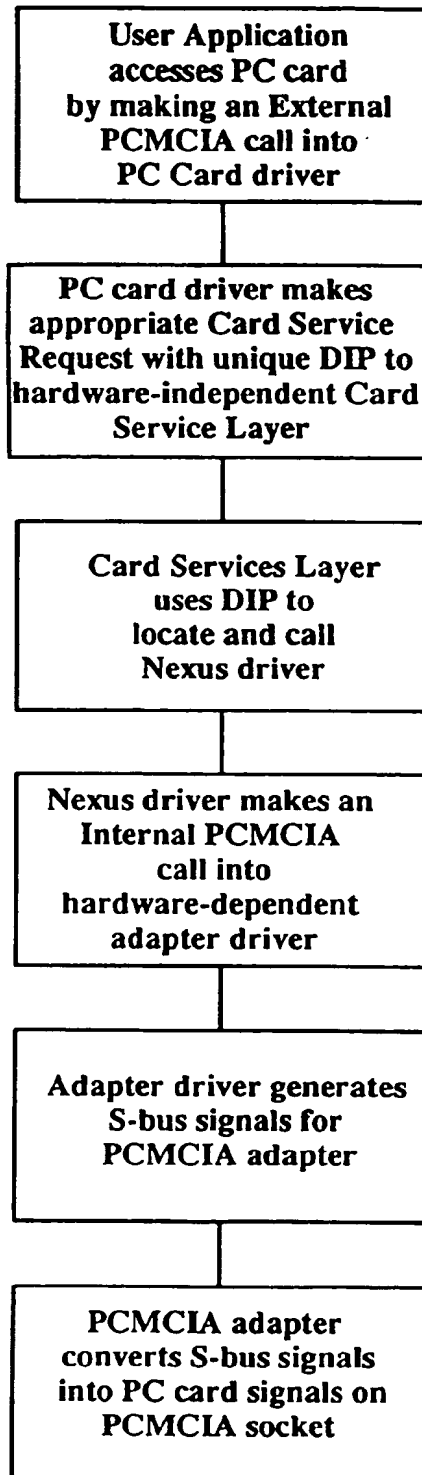 User Application
accesses PC card
by making an External
PCMCIA call into
PC Card driver
PC card driver makes
appropriate Card Service
Request with unique DIP to
hardware-independent Card
Service Layer
Card Services Layer
uses DIP to
locate and call
Nexus driver
Nexus driver makes an
Internal PCMCIA
call into
hardware-dependent
adapter driver
Adapter driver generates
S-bus signals for
PCMCIA adapter
PCMCIA adapter
converts S-bus signals
into PC card signals on
PCMCIA socket